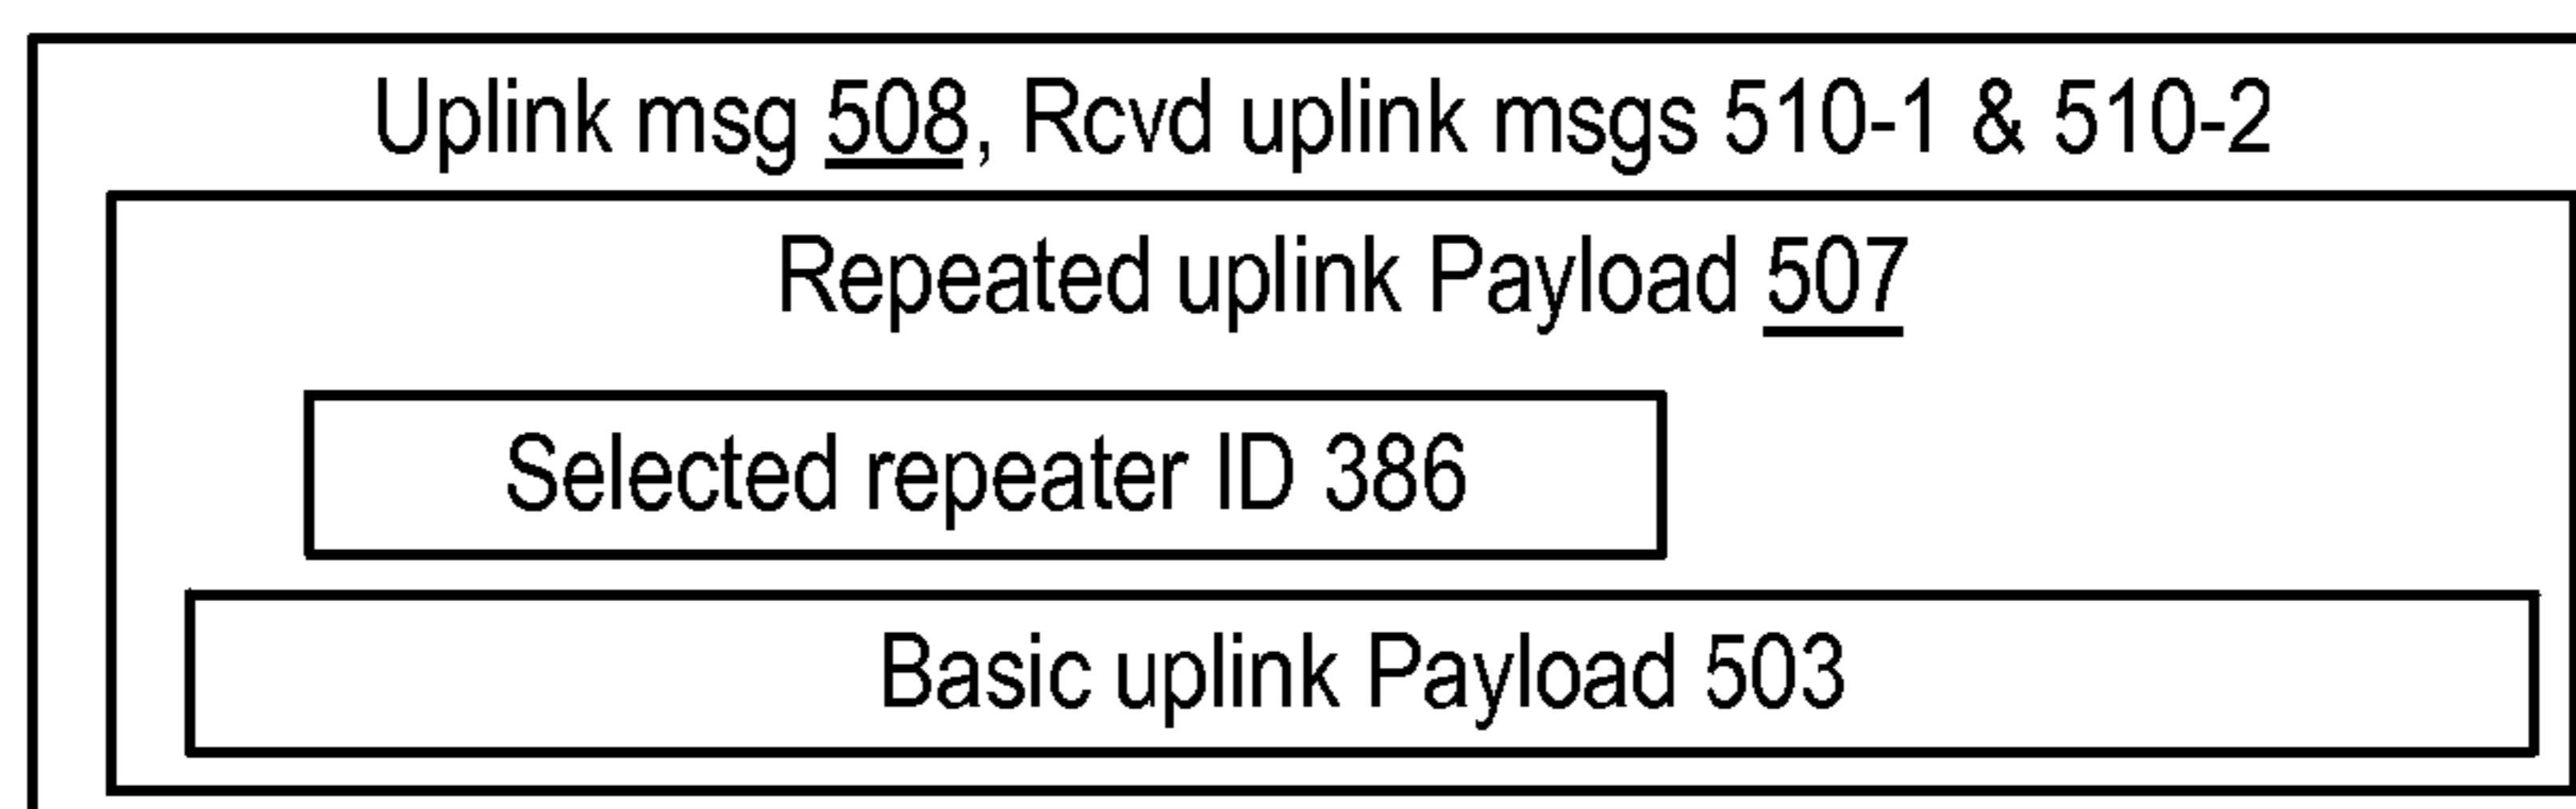 Uplink msg 508, Rcvd uplink msgs 510-1 & 510-2
Repeated uplink Payload 507
Selected repeater ID 386
Basic uplink Payload 503